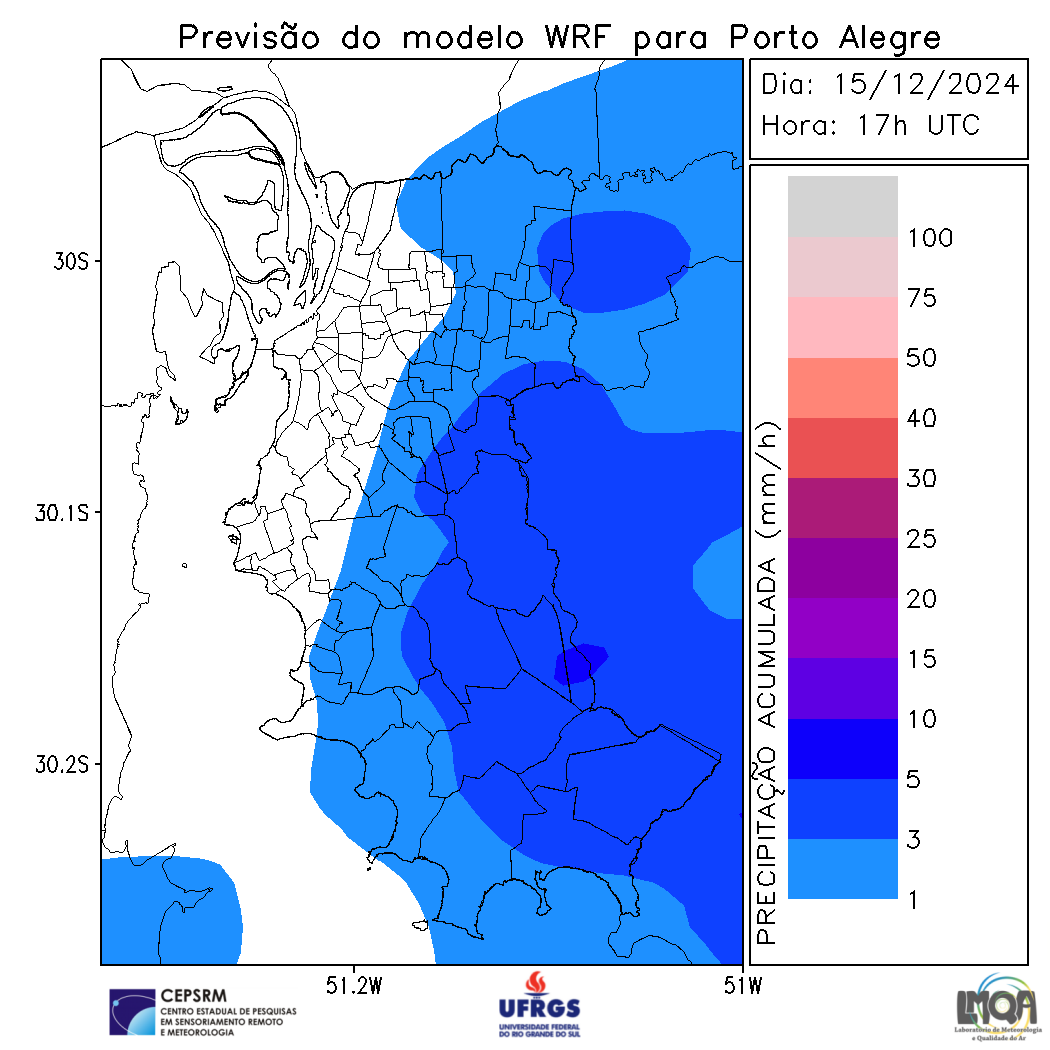 Previsão do modelo WRF para Porto Alegre
Dia: 15/12/2024
Hora: 17h UTC
30S
30.1S
30.2S
51.2W
51W
PRECIPITAÇÃO ACUMULADA (mm/h)
100
75
50
40
30
25
20
15
10
5
3
1
CEPSRM
CENTRO ESTADUAL DE PESQUISAS
EM SENSORIAMENTO REMOTO
E METEOROLOGIA
UFRGS
UNIVERSIDADE FEDERAL
DO RIO GRANDE DO SUL
LMQA
Laboratório de Meteorologia
e Qualidade do Ar